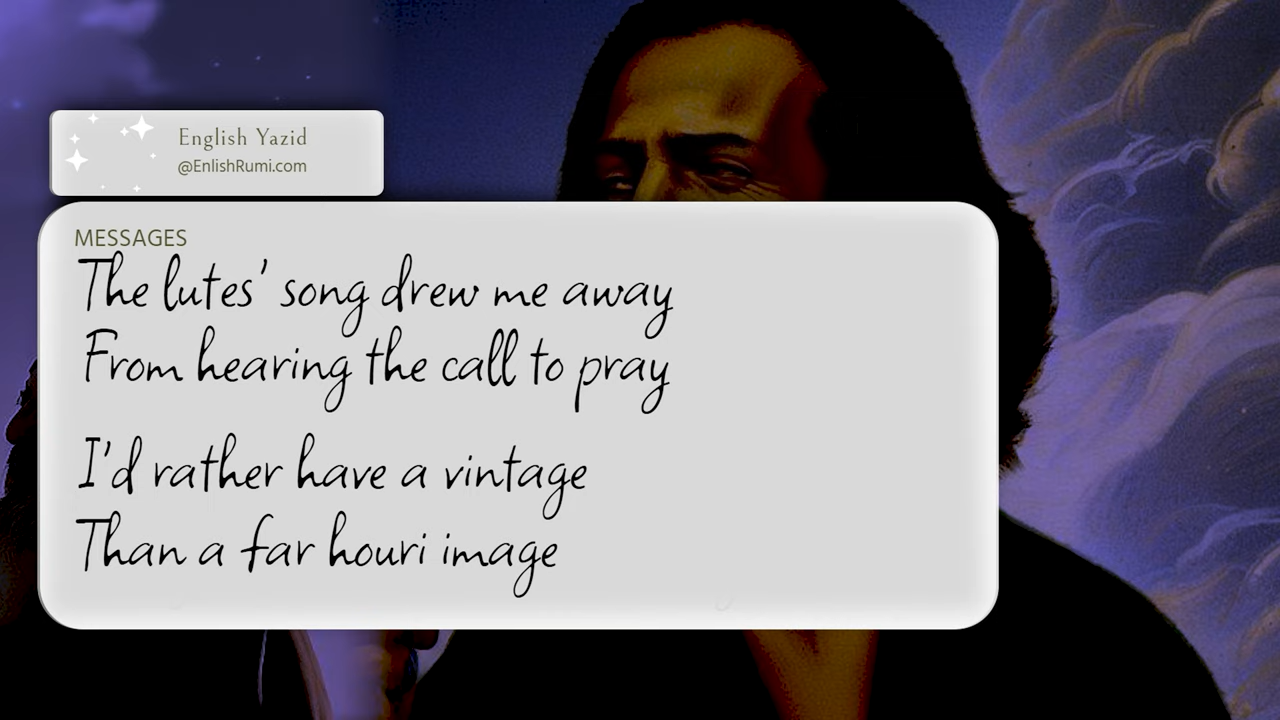 English Yazid
@EnlishRumi.com
MESSAGES
The lutes' song drew me away
From hearing the call to pray
I'd rather have a vintage
Than a far houri image